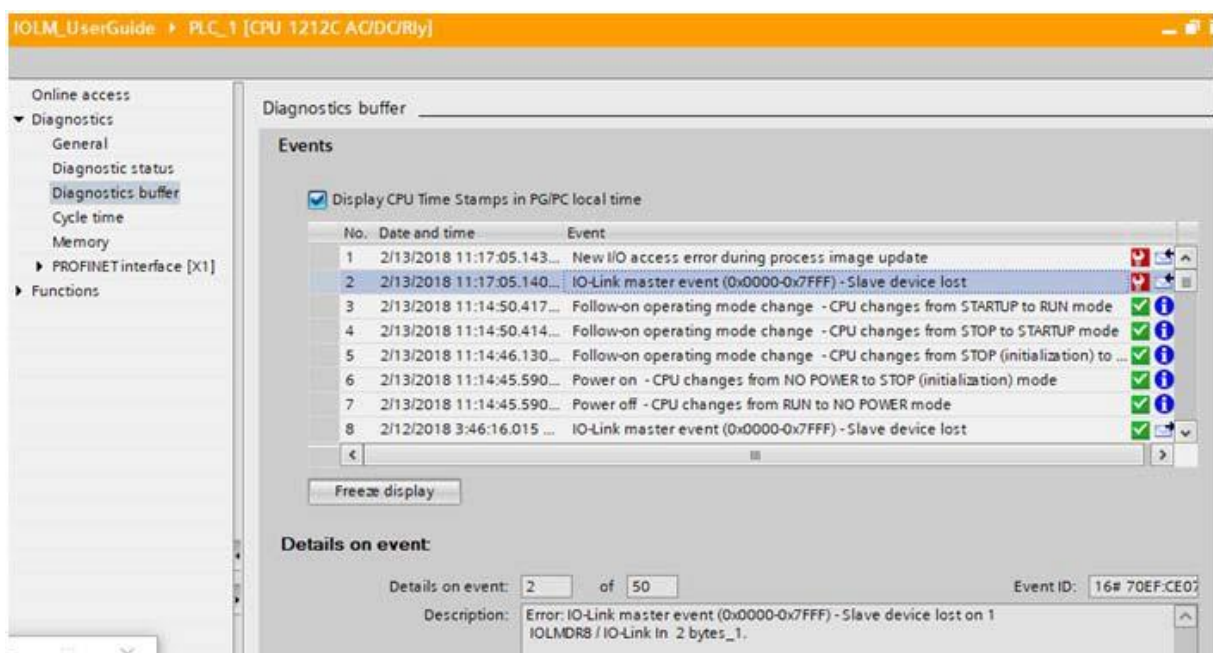 IOLM_UserGuide ▸ PLC_1 [CPU 1212C AC/DC/Rly]
Online access
Diagnostics
General
Diagnostic status
Diagnostics buffer
Cycle time
Memory
PROFINET interface [X1]
Functions
Diagnostics buffer
Events
Display CPU Time Stamps in PG/PC local time
No. Date and time Event
1 2/13/2018 11:17:05.143... New I/O access error during process image update
2 2/13/2018 11:17:05.140... IO-Link master event (0x0000-0x7FFF) - Slave device lost
3 2/13/2018 11:14:50.417... Follow-on operating mode change - CPU changes from STARTUP to RUN mode
4 2/13/2018 11:14:50.414... Follow-on operating mode change - CPU changes from STOP to STARTUP mode
5 2/13/2018 11:14:46.130... Follow-on operating mode change - CPU changes from STOP (initialization) to ...
6 2/13/2018 11:14:45.590... Power on - CPU changes from NO POWER to STOP (initialization) mode
7 2/13/2018 11:14:45.590... Power off - CPU changes from RUN to NO POWER mode
8 2/12/2018 3:46:16.015 ... IO-Link master event (0x0000-0x7FFF) - Slave device lost
Freeze display
Details on event:
Details on event: 2 of 50 Event ID: 16# 70EF:CE07
Description: Error: IO-Link master event (0x0000-0x7FFF) - Slave device lost on 1
IOLMDR8 / IO-Link In 2 bytes_1.